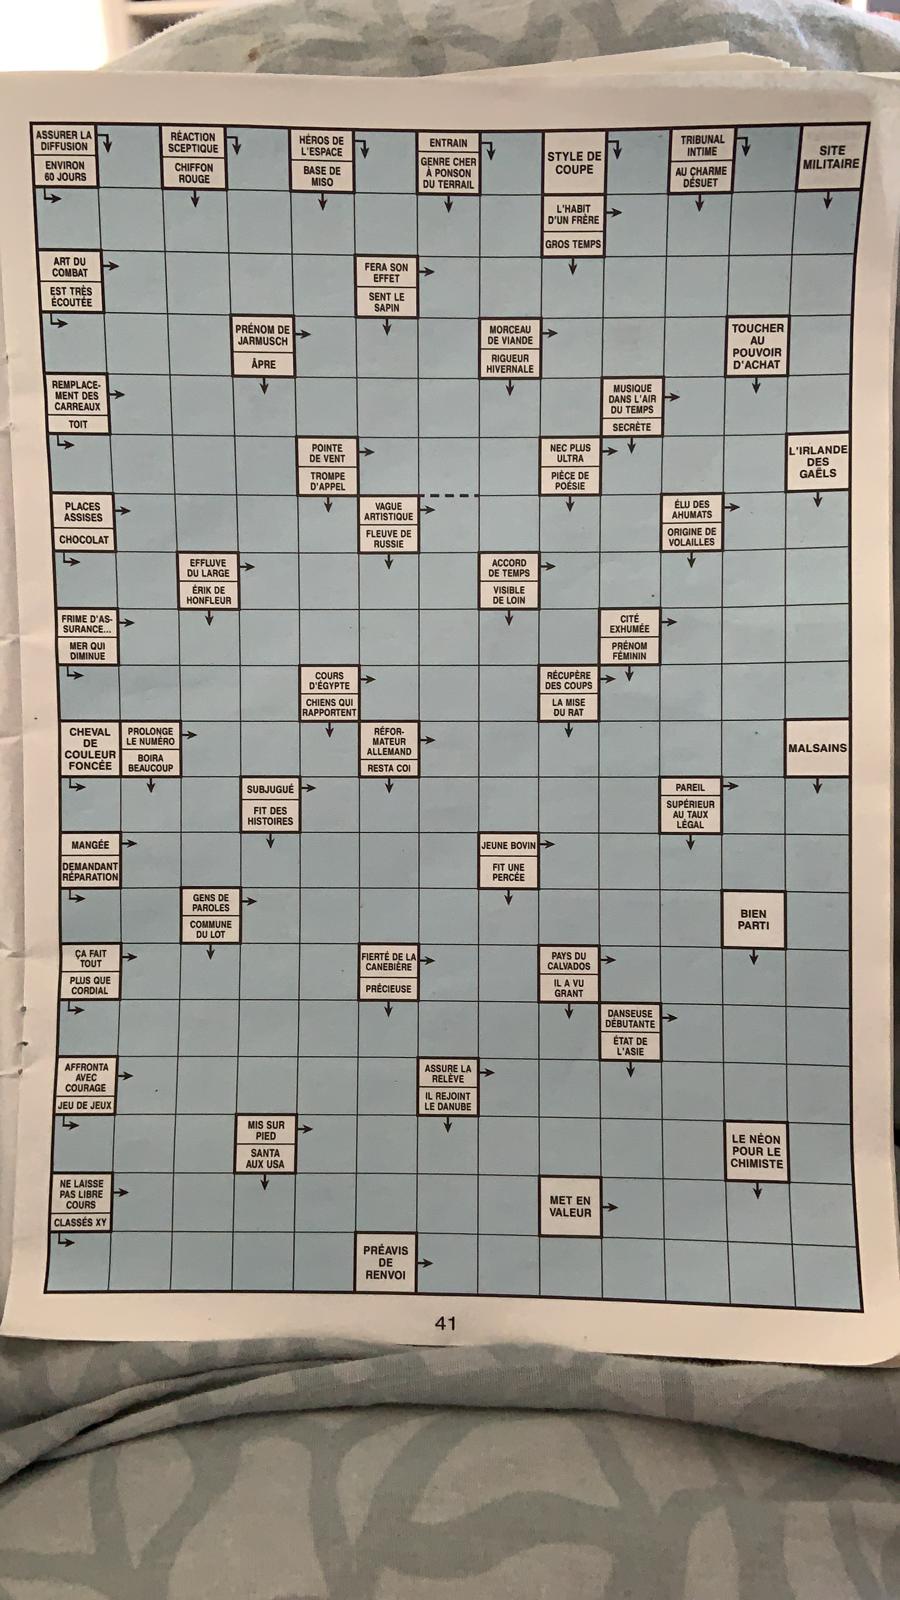 ASSURER LA
DIFFUSION
ENVIRON
60 JOURS
RÉACTION
SCEPTIQUE
CHIFFON
ROUGE
HÉROS DE
L'ESPACE
BASE DE
MISO
ENTRAIN
GENRE CHER
À PONSON
DU TERRAIL
STYLE DE
COUPE
TRIBUNAL
INTIME
AU CHARME
DÉSUET
SITE
MILITAIRE
L'HABIT
D'UN FRÈRE
GROS TEMPS
ART DU
COMBAT
EST TRÈS
ÉCOUTÉE
FERA SON
EFFET
SENT LE
SAPIN
PRÉNOM DE
JARMUSCH
ÂPRE
MORCEAU
DE VIANDE
RIGUEUR
HIVERNALE
TOUCHER
AU
POUVOIR
D'ACHAT
REMPLACE-
MENT DES
CARREAUX
TOIT
MUSIQUE
DANS L'AIR
DU TEMPS
SECRÈTE
POINTE
DE VENT
TROMPE
D'APPEL
NEC PLUS
ULTRA
PIÈCE DE
POÉSIE
L'IRLANDE
DES
GAËLS
PLACES
ASSISES
CHOCOLAT
VAGUE
ARTISTIQUE
FLEUVE DE
RUSSIE
ÉLU DES
AHUMATS
ORIGINE DE
VOLAILLES
EFFLUVE
DU LARGE
ÉRIK DE
HONFLEUR
ACCORD
DE TEMPS
VISIBLE
DE LOIN
FRIME D'AS-
SURANCE...
MER QUI
DIMINUE
CITÉ
EXHUMÉE
PRÉNOM
FÉMININ
COURS
D'ÉGYPTE
CHIENS QUI
RAPPORTENT
RÉCUPÈRE
DES COUPS
LA MISE
DU RAT
CHEVAL
DE
COULEUR
FONCÉE
PROLONGE
LE NUMÉRO
BOIRA
BEAUCOUP
RÉFOR-
MATEUR
ALLEMAND
RESTA COI
MALSAINS
SUBJUGUÉ
FIT DES
HISTOIRES
PAREIL
SUPÉRIEUR
AU TAUX
LÉGAL
MANGÉE
DEMANDANT
RÉPARATION
JEUNE BOVIN
FIT UNE
PERCÉE
GENS DE
PAROLES
COMMUNE
DU LOT
BIEN
PARTI
ÇA FAIT
TOUT
PLUS QUE
CORDIAL
FIERTÉ DE LA
CANEBIÈRE
PRÉCIEUSE
PAYS DU
CALVADOS
IL A VU
GRANT
DANSEUSE
DÉBUTANTE
ÉTAT DE
L'ASIE
AFFRONTA
AVEC
COURAGE
JEU DE JEUX
ASSURE LA
RELÈVE
IL REJOINT
LE DANUBE
MIS SUR
PIED
SANTA
AUX USA
LE NÉON
POUR LE
CHIMISTE
NE LAISSE
PAS LIBRE
COURS
CLASSÉS XY
MET EN
VALEUR
PRÉAVIS
DE
RENVOI
41